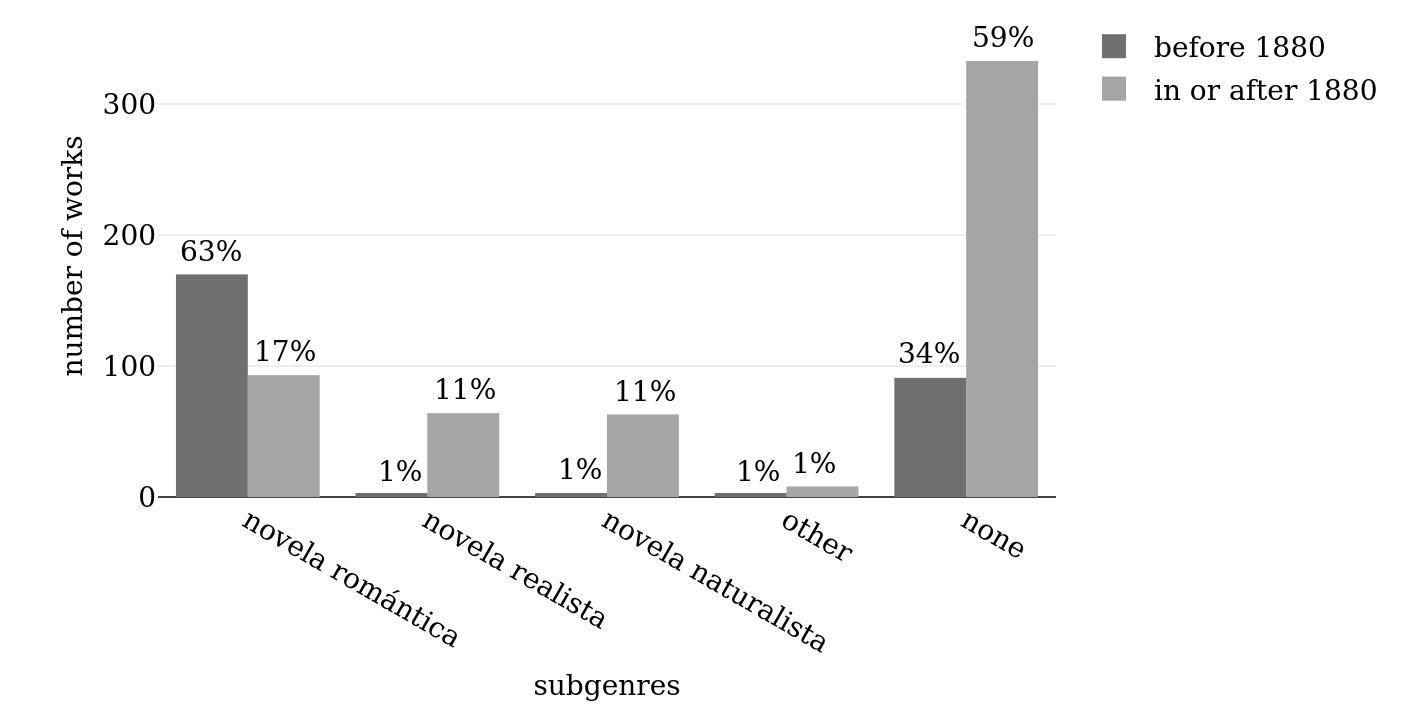 59%
before 1880
in or after 1880
300
200
100
0
number of works
63%
17%
1%
11%
1%
11%
1%
1%
34%
novela romántica
novela realista
novela naturalista
other
none
subgenres